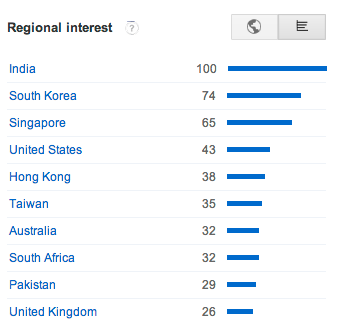 Regional interest ?
India 100
South Korea 74
Singapore 65
United States 43
Hong Kong 38
Taiwan 35
Australia 32
South Africa 32
Pakistan 29
United Kingdom 26